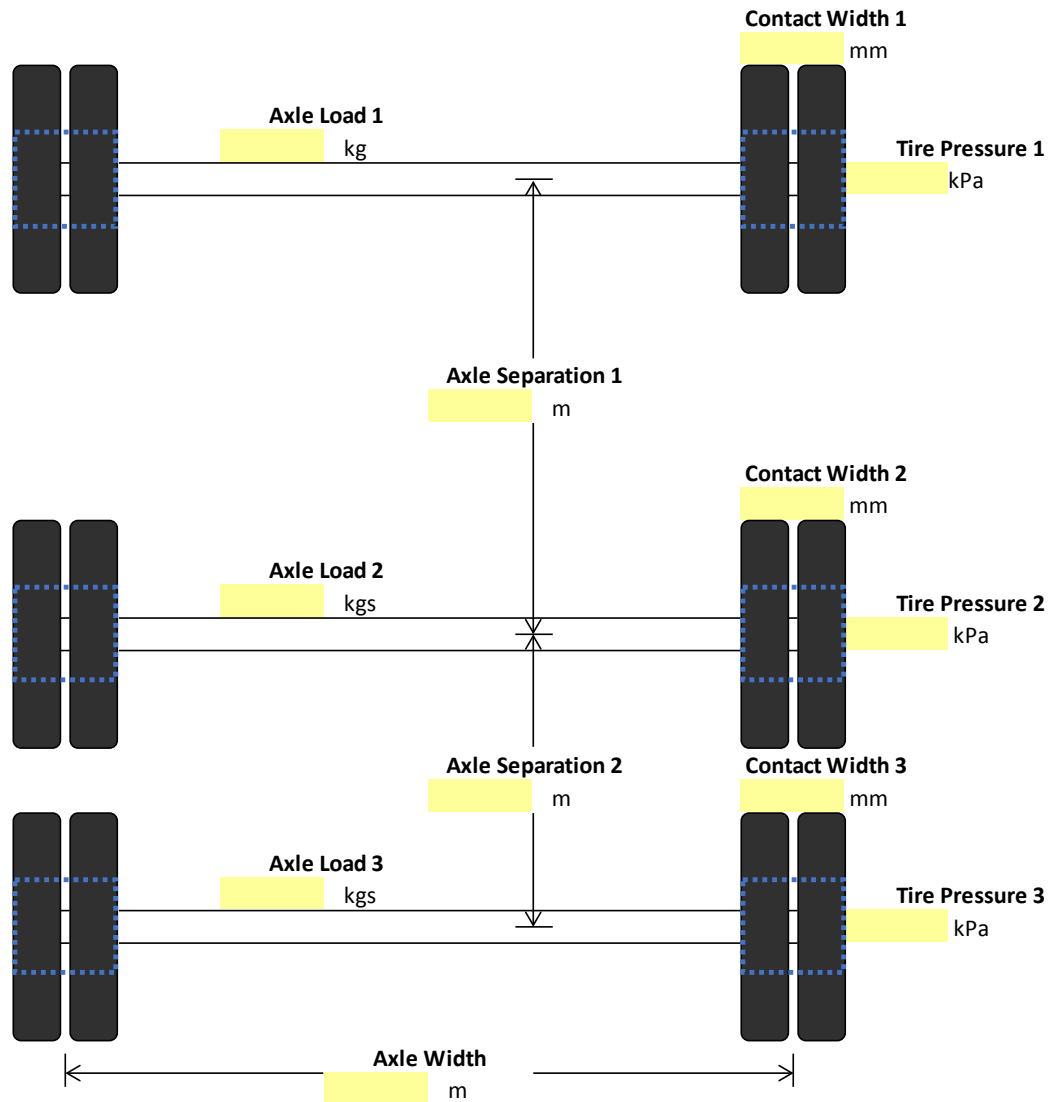 Contact Width 1
mm
Axle Load 1
kg
Tire Pressure 1
kPa
Axle Separation 1
m
Contact Width 2
mm
Axle Load 2
kgs
Tire Pressure 2
kPa
Axle Separation 2
m
Contact Width 3
mm
Axle Load 3
kgs
Tire Pressure 3
kPa
Axle Width
m